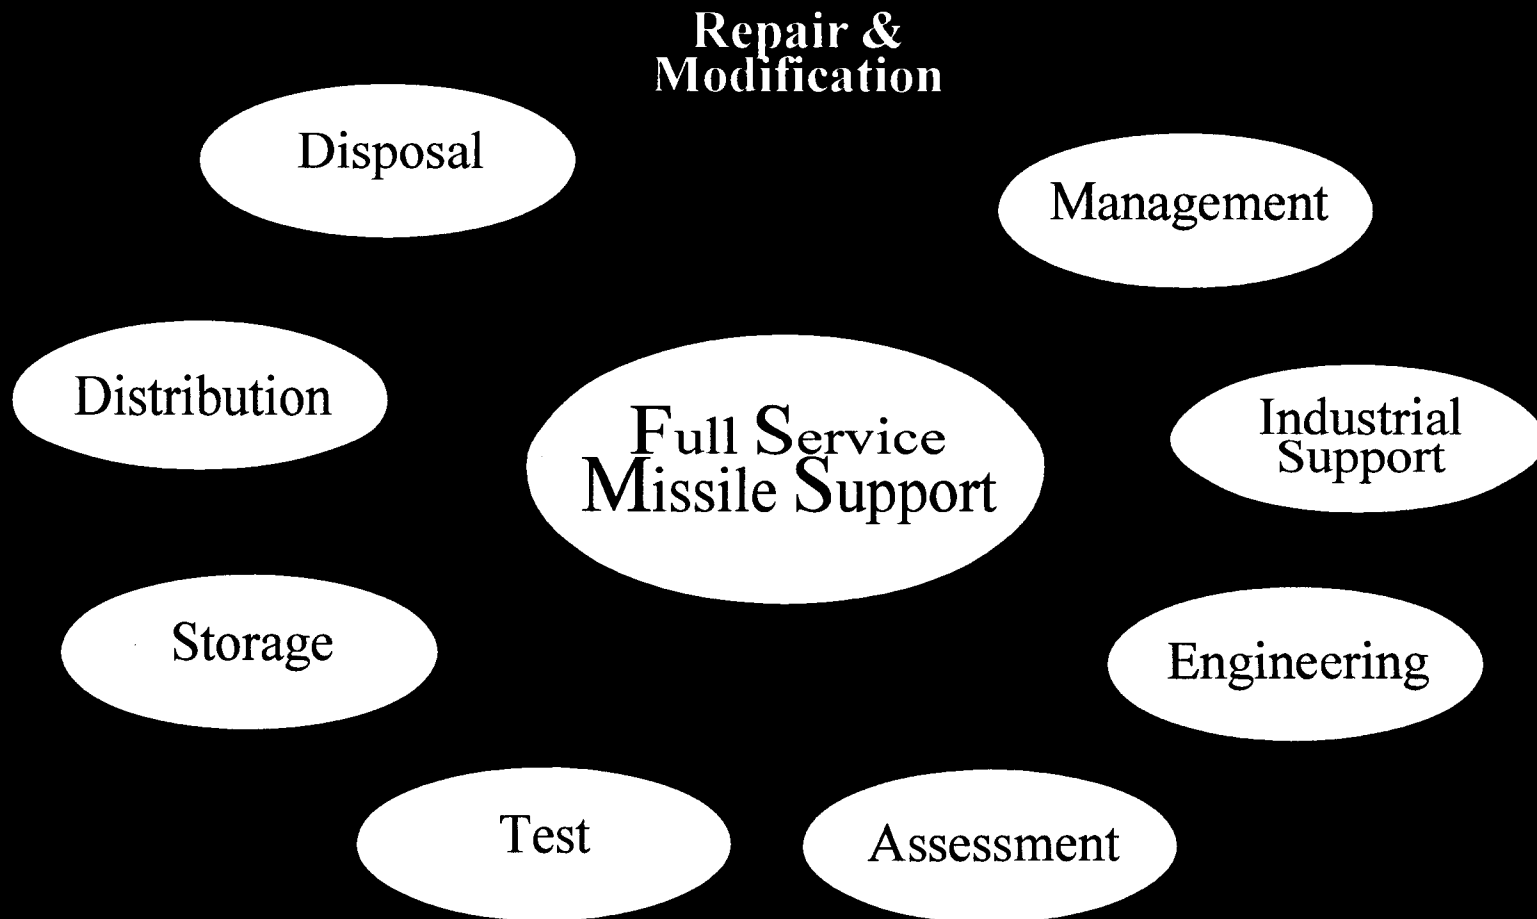 Repair &
Modification
Disposal
Management
Distribution
Full Service
Missile Support
Industrial
Support
Storage
Engineering
Test
Assessment